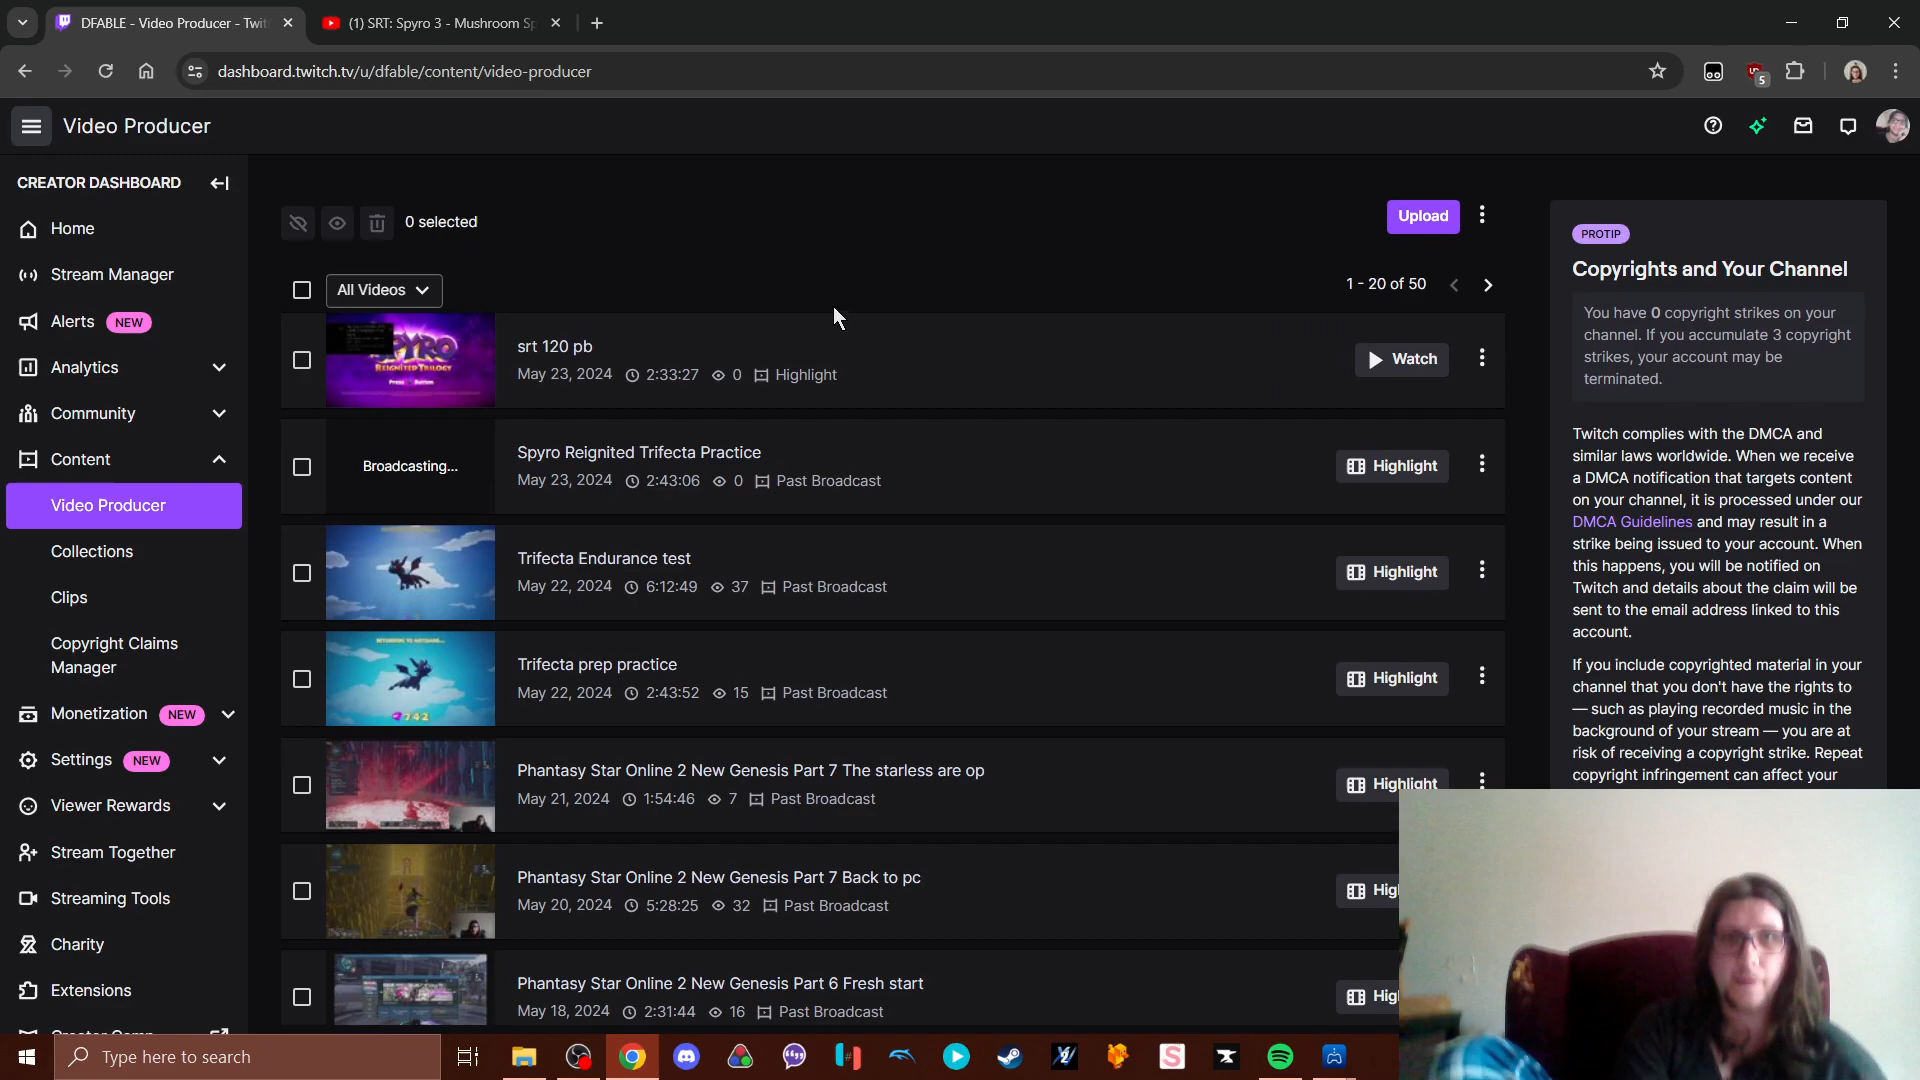 DFABLE - Video Producer - Twit
(1) SRT: Spyro 3 - Mushroom Sp
dashboard.twitch.tv/u/dfable/content/video-producer
5
Video Producer
CREATOR DASHBOARD
Home
Stream Manager
Alerts NEW
Analytics
Community
Content
Video Producer
Collections
Clips
Copyright Claims
Manager
Monetization NEW
Settings NEW
Viewer Rewards
Stream Together
Streaming Tools
Charity
Extensions
0 selected
Upload
All Videos
1 - 20 of 50
SPYRO
REIGNITED TRILOGY
srt 120 pb
May 23, 2024 2:33:27 0 Highlight
Watch
Broadcasting...
Spyro Reignited Trifecta Practice
May 23, 2024 2:43:06 0 Past Broadcast
Highlight
Trifecta Endurance test
May 22, 2024 6:12:49 37 Past Broadcast
Highlight
742
Trifecta prep practice
May 22, 2024 2:43:52 15 Past Broadcast
Highlight
Phantasy Star Online 2 New Genesis Part 7 The starless are op
May 21, 2024 1:54:46 7 Past Broadcast
Highlight
Phantasy Star Online 2 New Genesis Part 7 Back to pc
May 20, 2024 5:28:25 32 Past Broadcast
Hig
Phantasy Star Online 2 New Genesis Part 6 Fresh start
May 18, 2024 2:31:44 16 Past Broadcast
Hig
PROTIP
Copyrights and Your Channel
You have 0 copyright strikes on your
channel. If you accumulate 3 copyright
strikes, your account may be
terminated.
Twitch complies with the DMCA and
similar laws worldwide. When we receive
a DMCA notification that targets content
on your channel, it is processed under our
DMCA Guidelines and may result in a
strike being issued to your account. When
this happens, you will be notified on
Twitch and details about the claim will be
sent to the email address linked to this
account.
If you include copyrighted material in your
channel that you don't have the rights to
— such as playing recorded music in the
background of your stream — you are at
risk of receiving a copyright strike. Repeat
copyright infringement can affect your
Type here to search